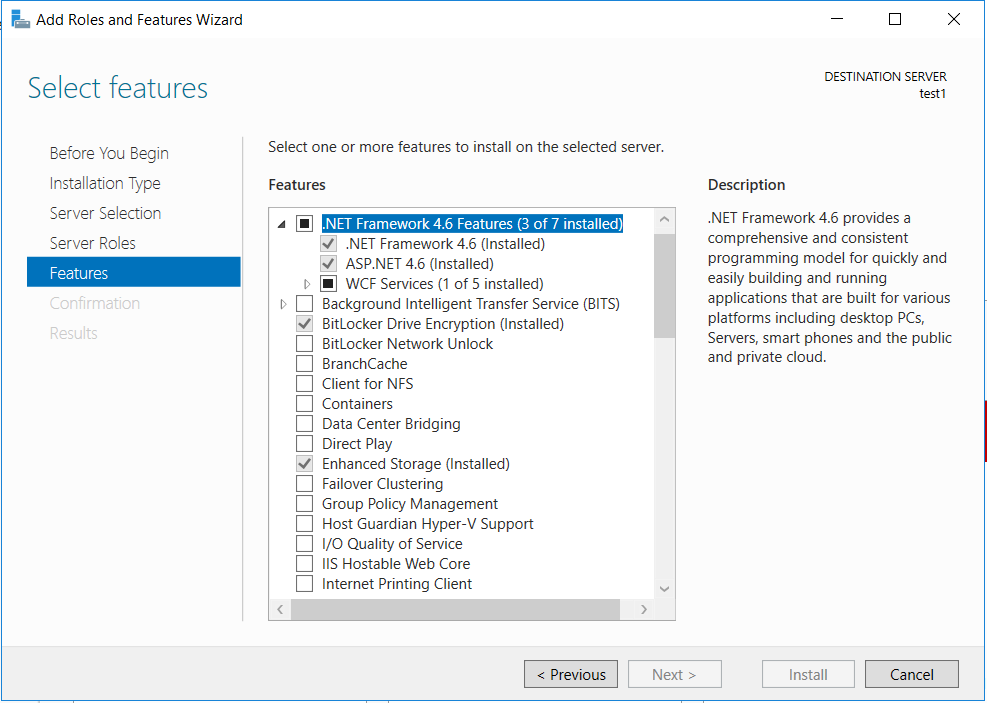 Add Roles and Features Wizard
Select features
DESTINATION SERVER
test1
Before You Begin
Installation Type
Server Selection
Server Roles
Features
Confirmation
Results
Select one or more features to install on the selected server.
Features
.NET Framework 4.6 Features (3 of 7 installed)
.NET Framework 4.6 (Installed)
ASP.NET 4.6 (Installed)
WCF Services (1 of 5 installed)
Background Intelligent Transfer Service (BITS)
BitLocker Drive Encryption (Installed)
BitLocker Network Unlock
BranchCache
Client for NFS
Containers
Data Center Bridging
Direct Play
Enhanced Storage (Installed)
Failover Clustering
Group Policy Management
Host Guardian Hyper-V Support
I/O Quality of Service
IIS Hostable Web Core
Internet Printing Client
Description
.NET Framework 4.6 provides a
comprehensive and consistent
programming model for quickly and
easily building and running
applications that are built for various
platforms including desktop PCs,
Servers, smart phones and the public
and private cloud.
< Previous
Next >
Install
Cancel